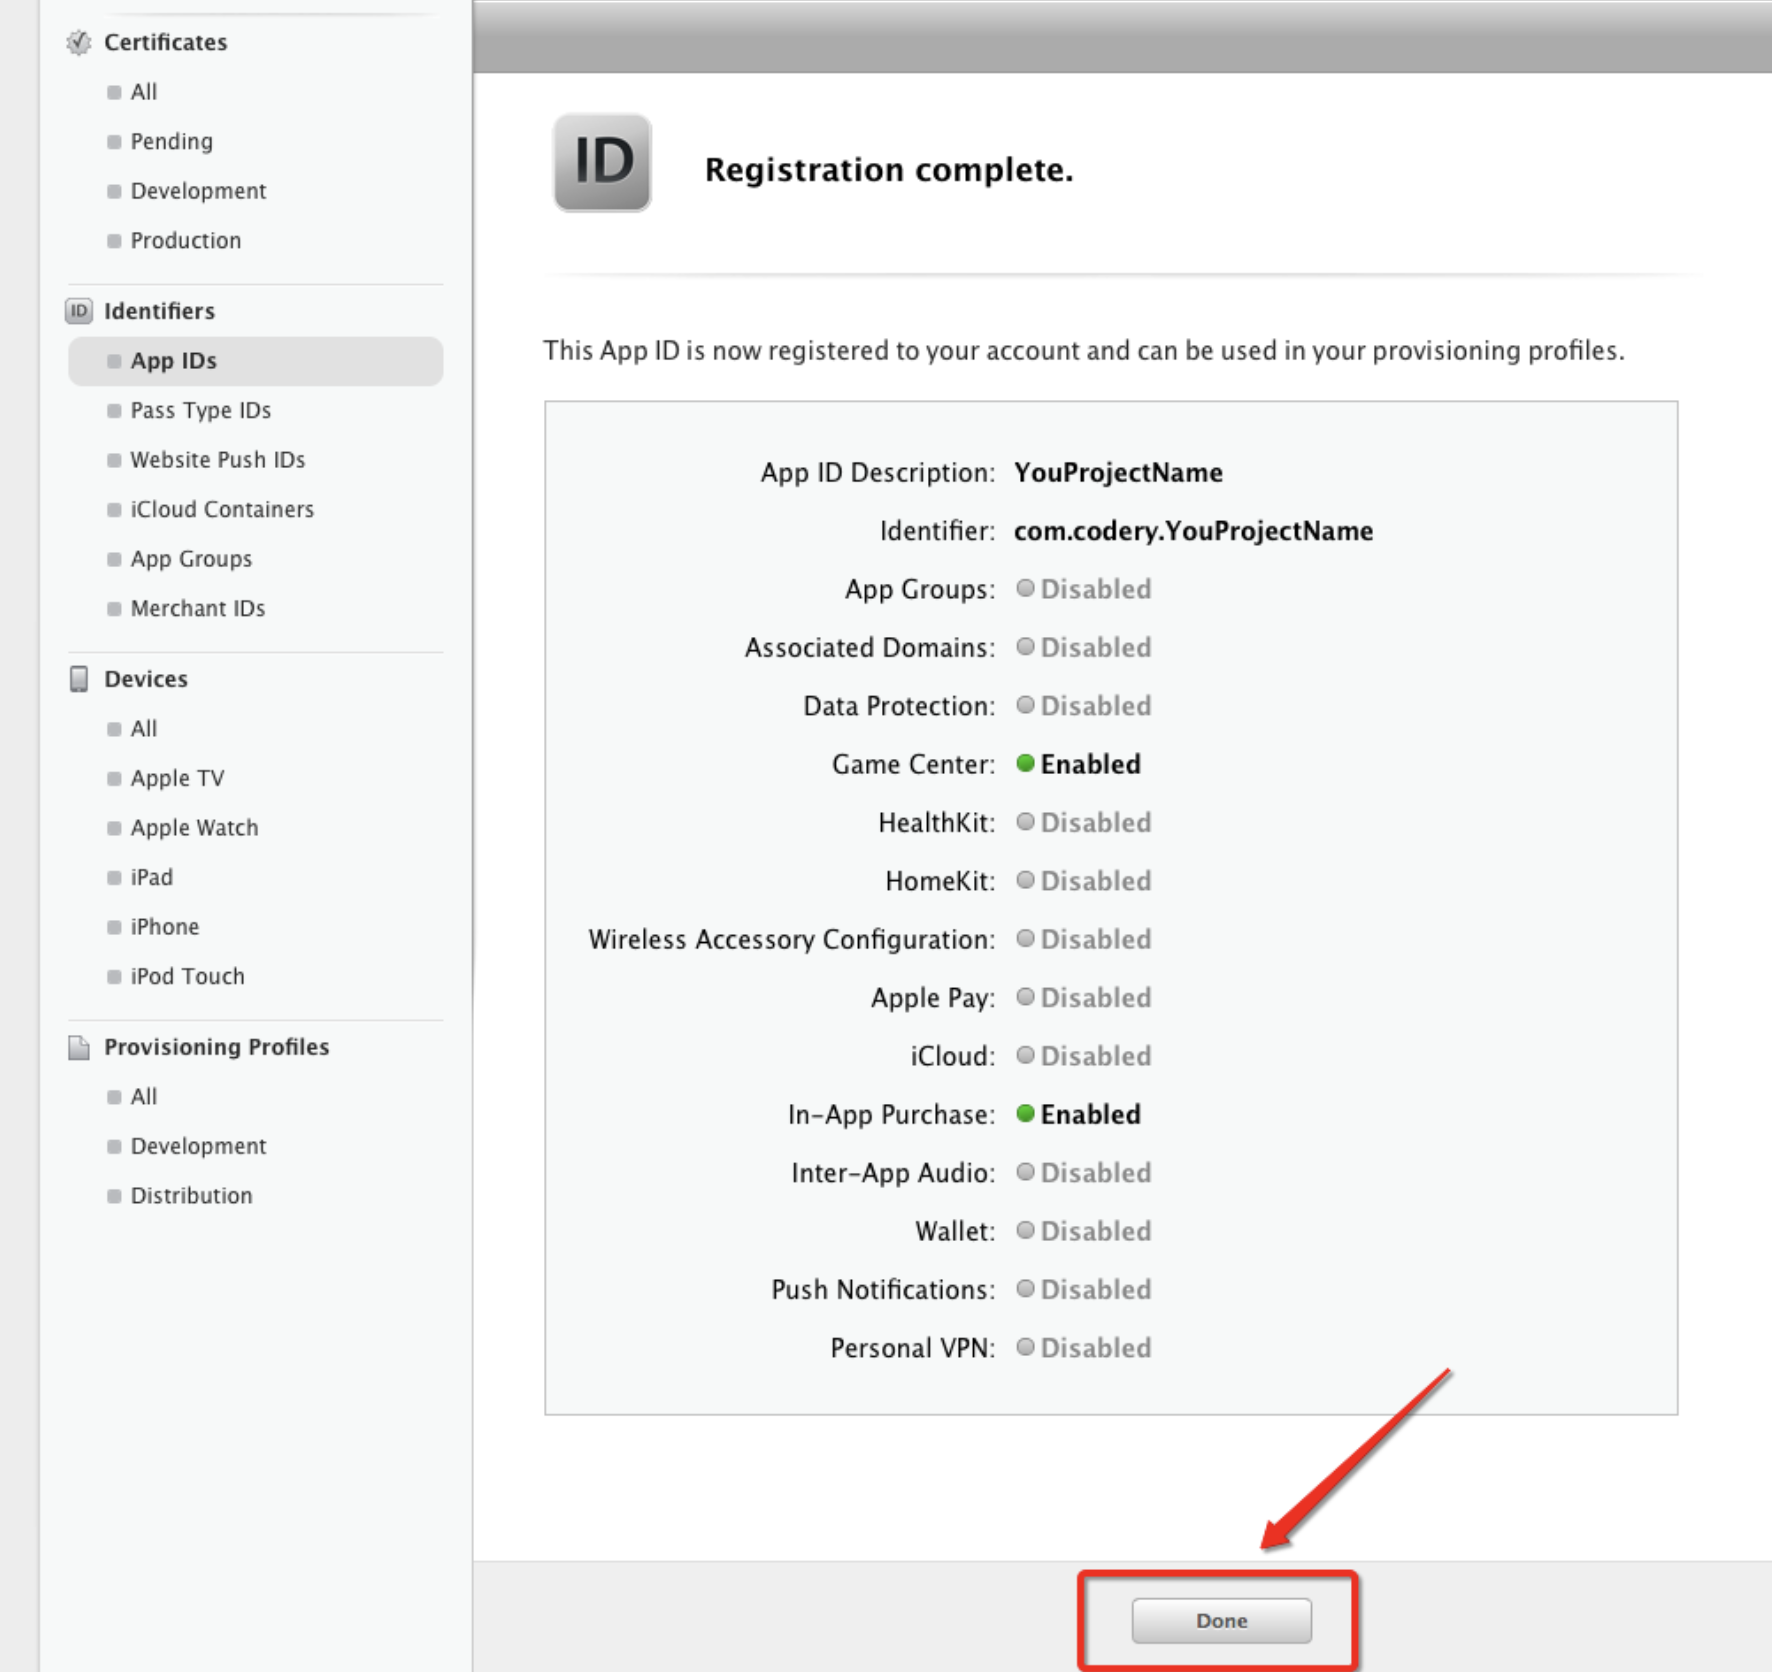 Certificates
All
Pending
Development
Production
ID Identifiers
App IDs
Pass Type IDs
Website Push IDs
iCloud Containers
App Groups
Merchant IDs
Devices
All
Apple TV
Apple Watch
iPad
iPhone
iPod Touch
Provisioning Profiles
All
Development
Distribution
ID
Registration complete.
This App ID is now registered to your account and can be used in your provisioning profiles.
App ID Description: YouProjectName
Identifier: com.codery.YouProjectName
App Groups: Disabled
Associated Domains: Disabled
Data Protection: Disabled
Game Center: Enabled
HealthKit: Disabled
HomeKit: Disabled
Wireless Accessory Configuration: Disabled
Apple Pay: Disabled
iCloud: Disabled
In-App Purchase: Enabled
Inter-App Audio: Disabled
Wallet: Disabled
Push Notifications: Disabled
Personal VPN: Disabled
Done